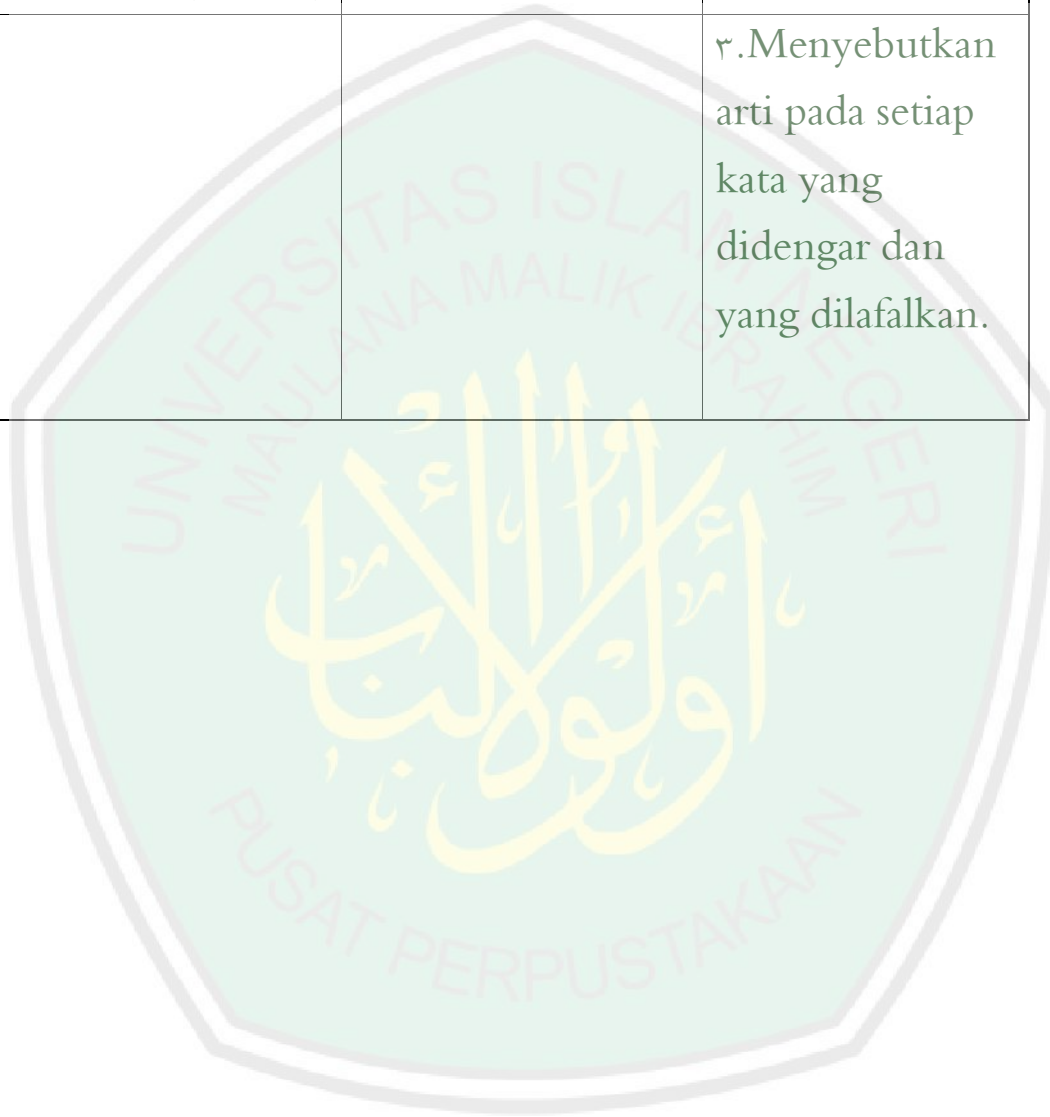 ٣.Menyebutkan
arti pada setiap
kata yang
didengar dan
yang dilafalkan.
UNIVERSITAS ISLAM NEGERI
MAULANA MALIK IBRAHIM
PUSAT PERPUSTAKAAN